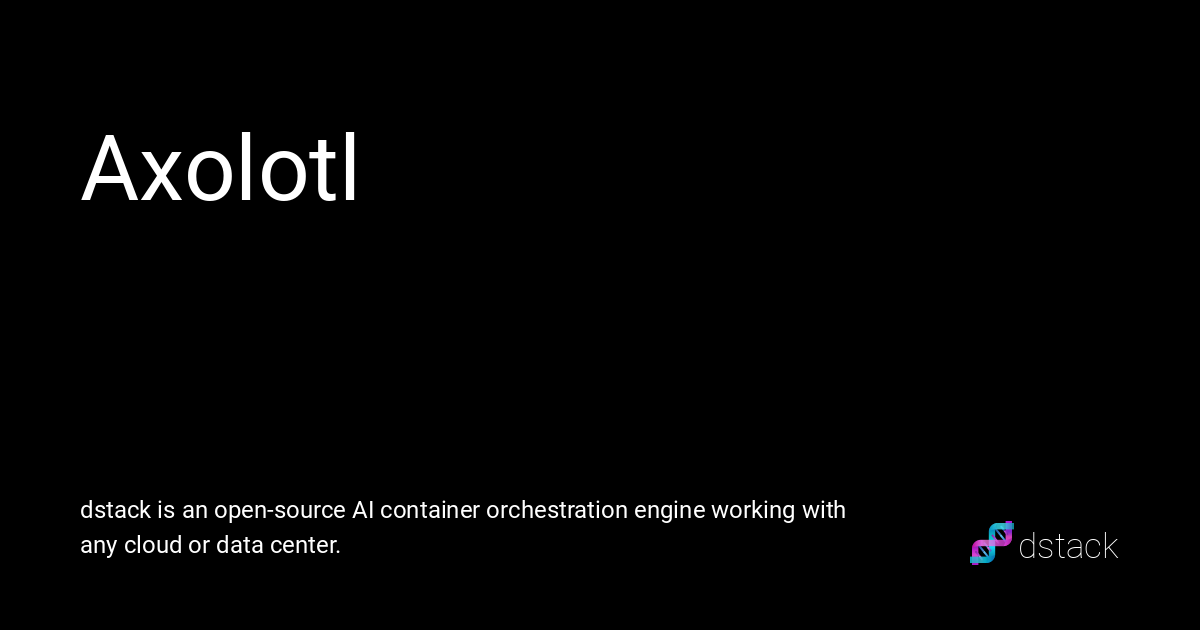 Axolotl
dstack is an open-source AI container orchestration engine working with
any cloud or data center.
dstack